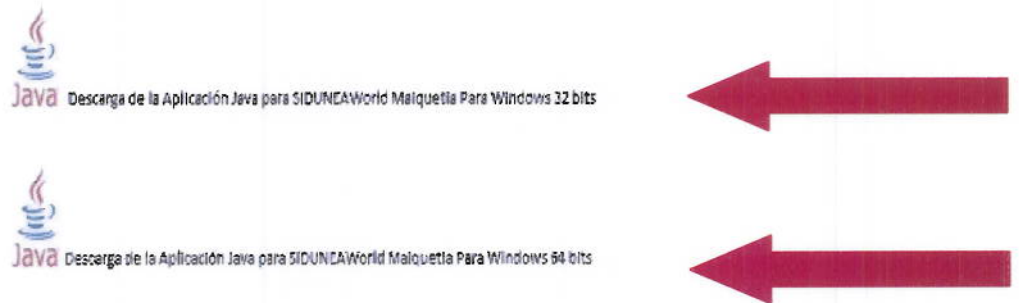 Java Descarga de la Aplicación Java para SIDUNEAWorld Maiquetia Para Windows 32 bits
Java Descarga de la Aplicación Java para SIDUNEAWorld Maiquetia Para Windows 64 bits